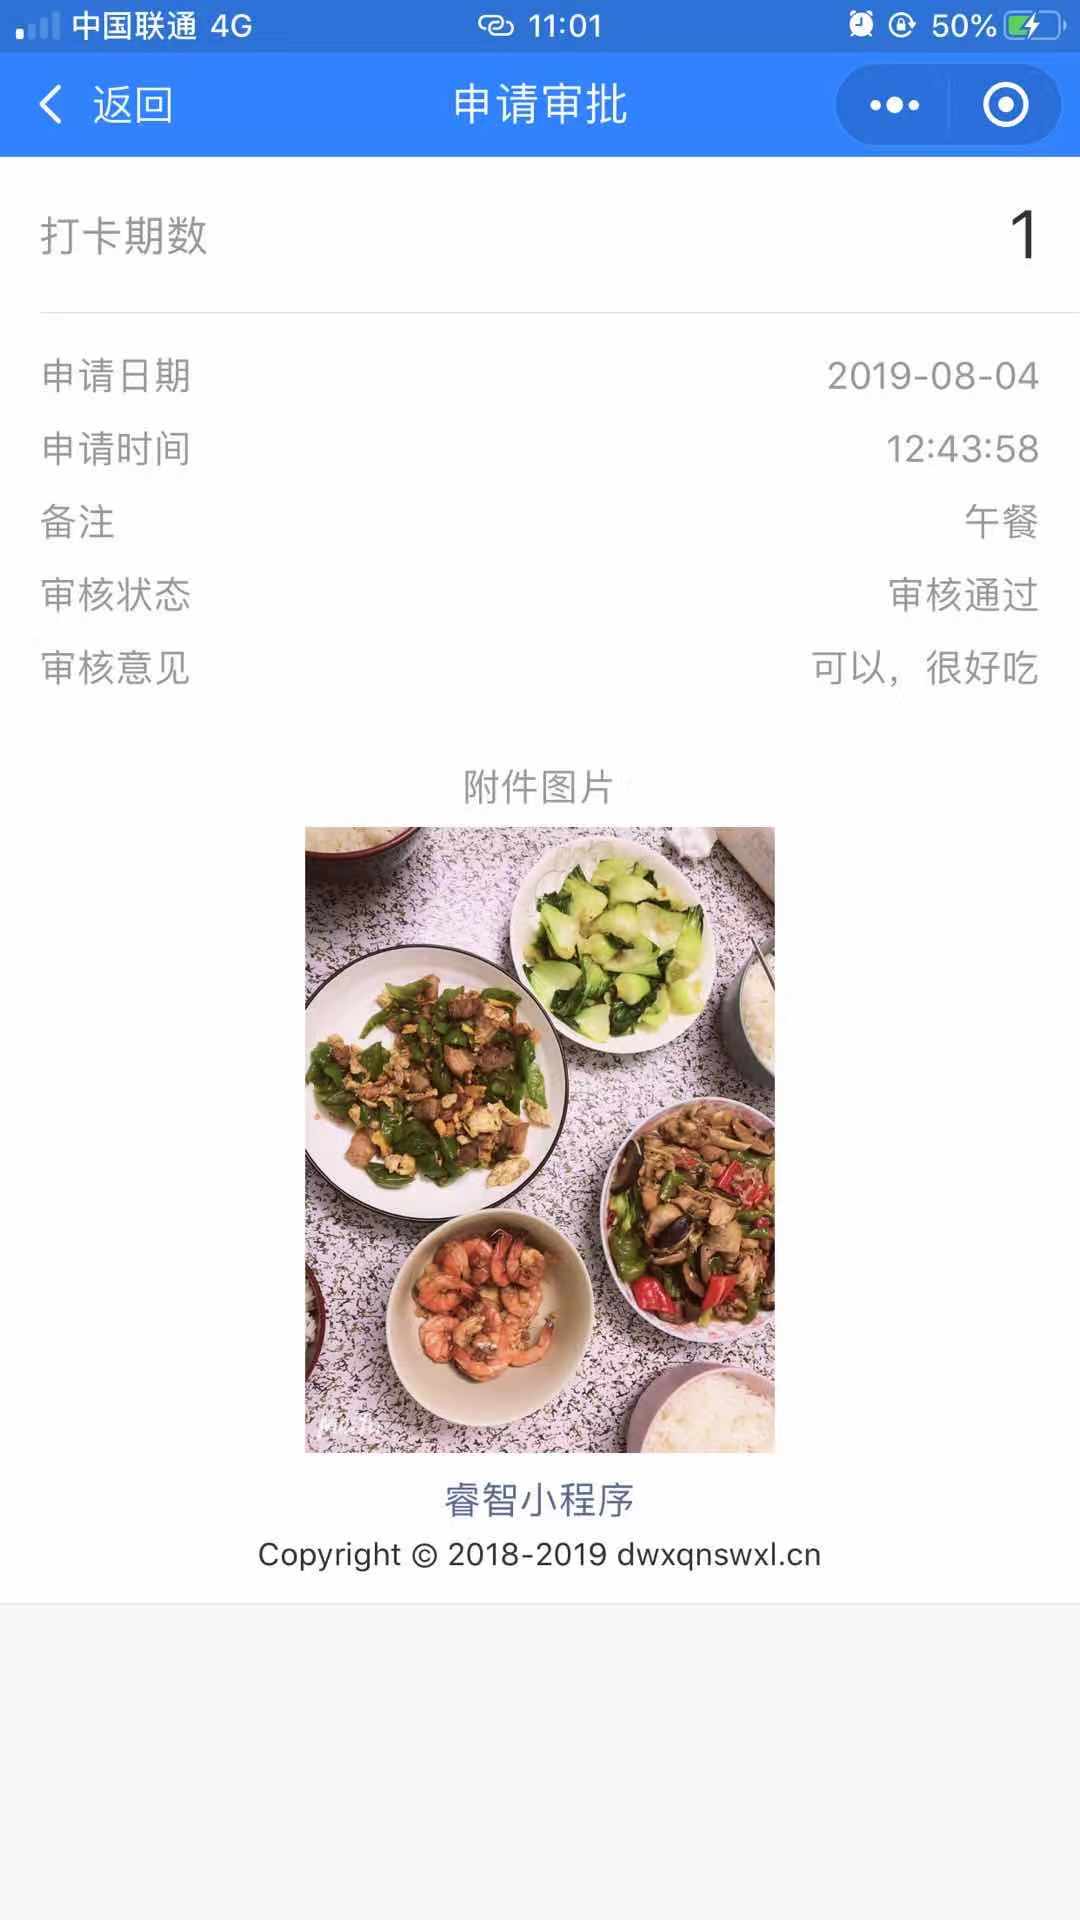 中国联通 4G 11:01 50%
返回 申请审批
打卡期数 1
申请日期 2019-08-04
申请时间 12:43:58
备注 午餐
审核状态 审核通过
审核意见 可以，很好吃
附件图片
睿智小程序
Copyright © 2018-2019 dwxqnswxl.cn